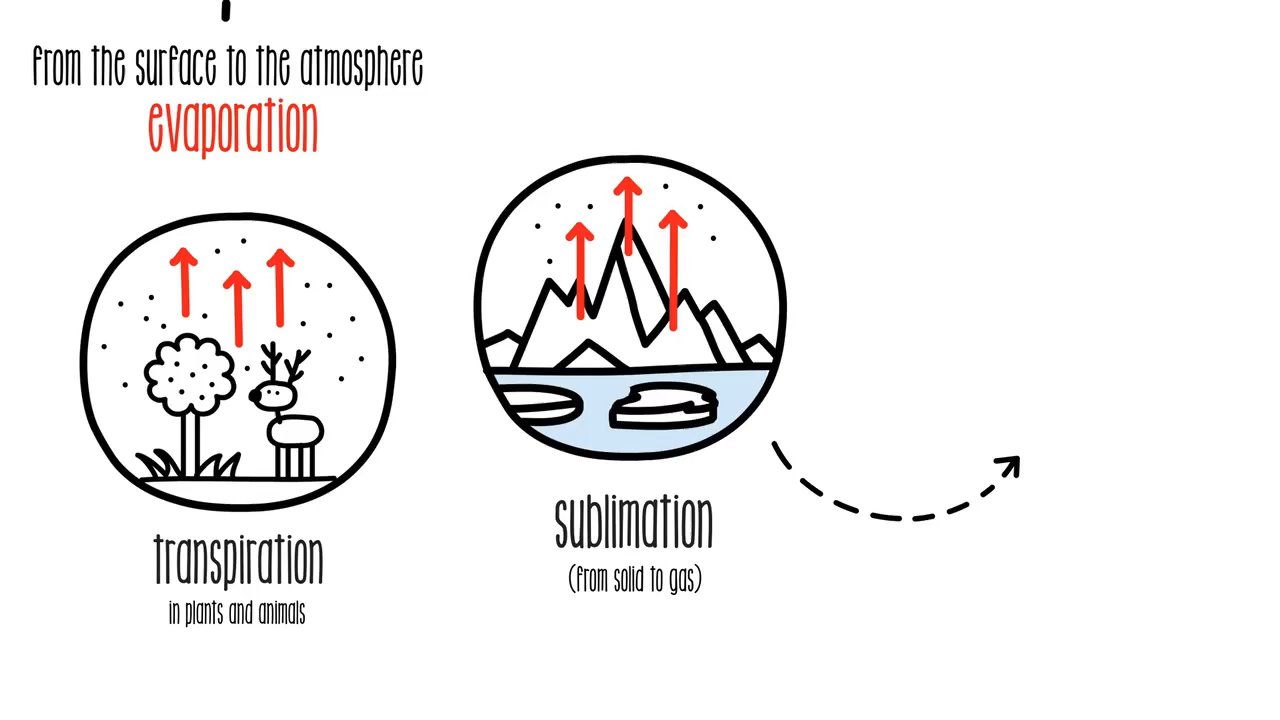 from the surface to the atmosphere
evaporation
transpiration
in plants and animals
sublimation
(from solid to gas)